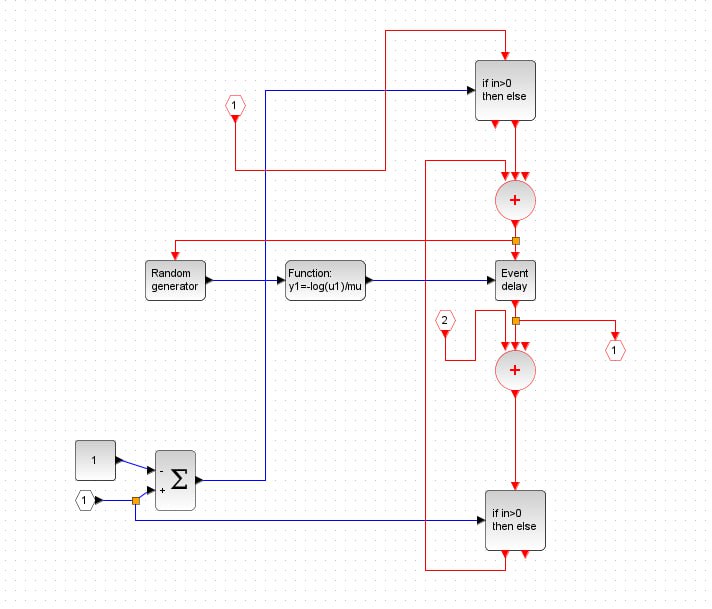 if in>0
then else
1
+
Random
generator
Function:
y1=-log(u1)/mu
Event
delay
2
1
+
1
-
Σ
+
1
if in>0
then else